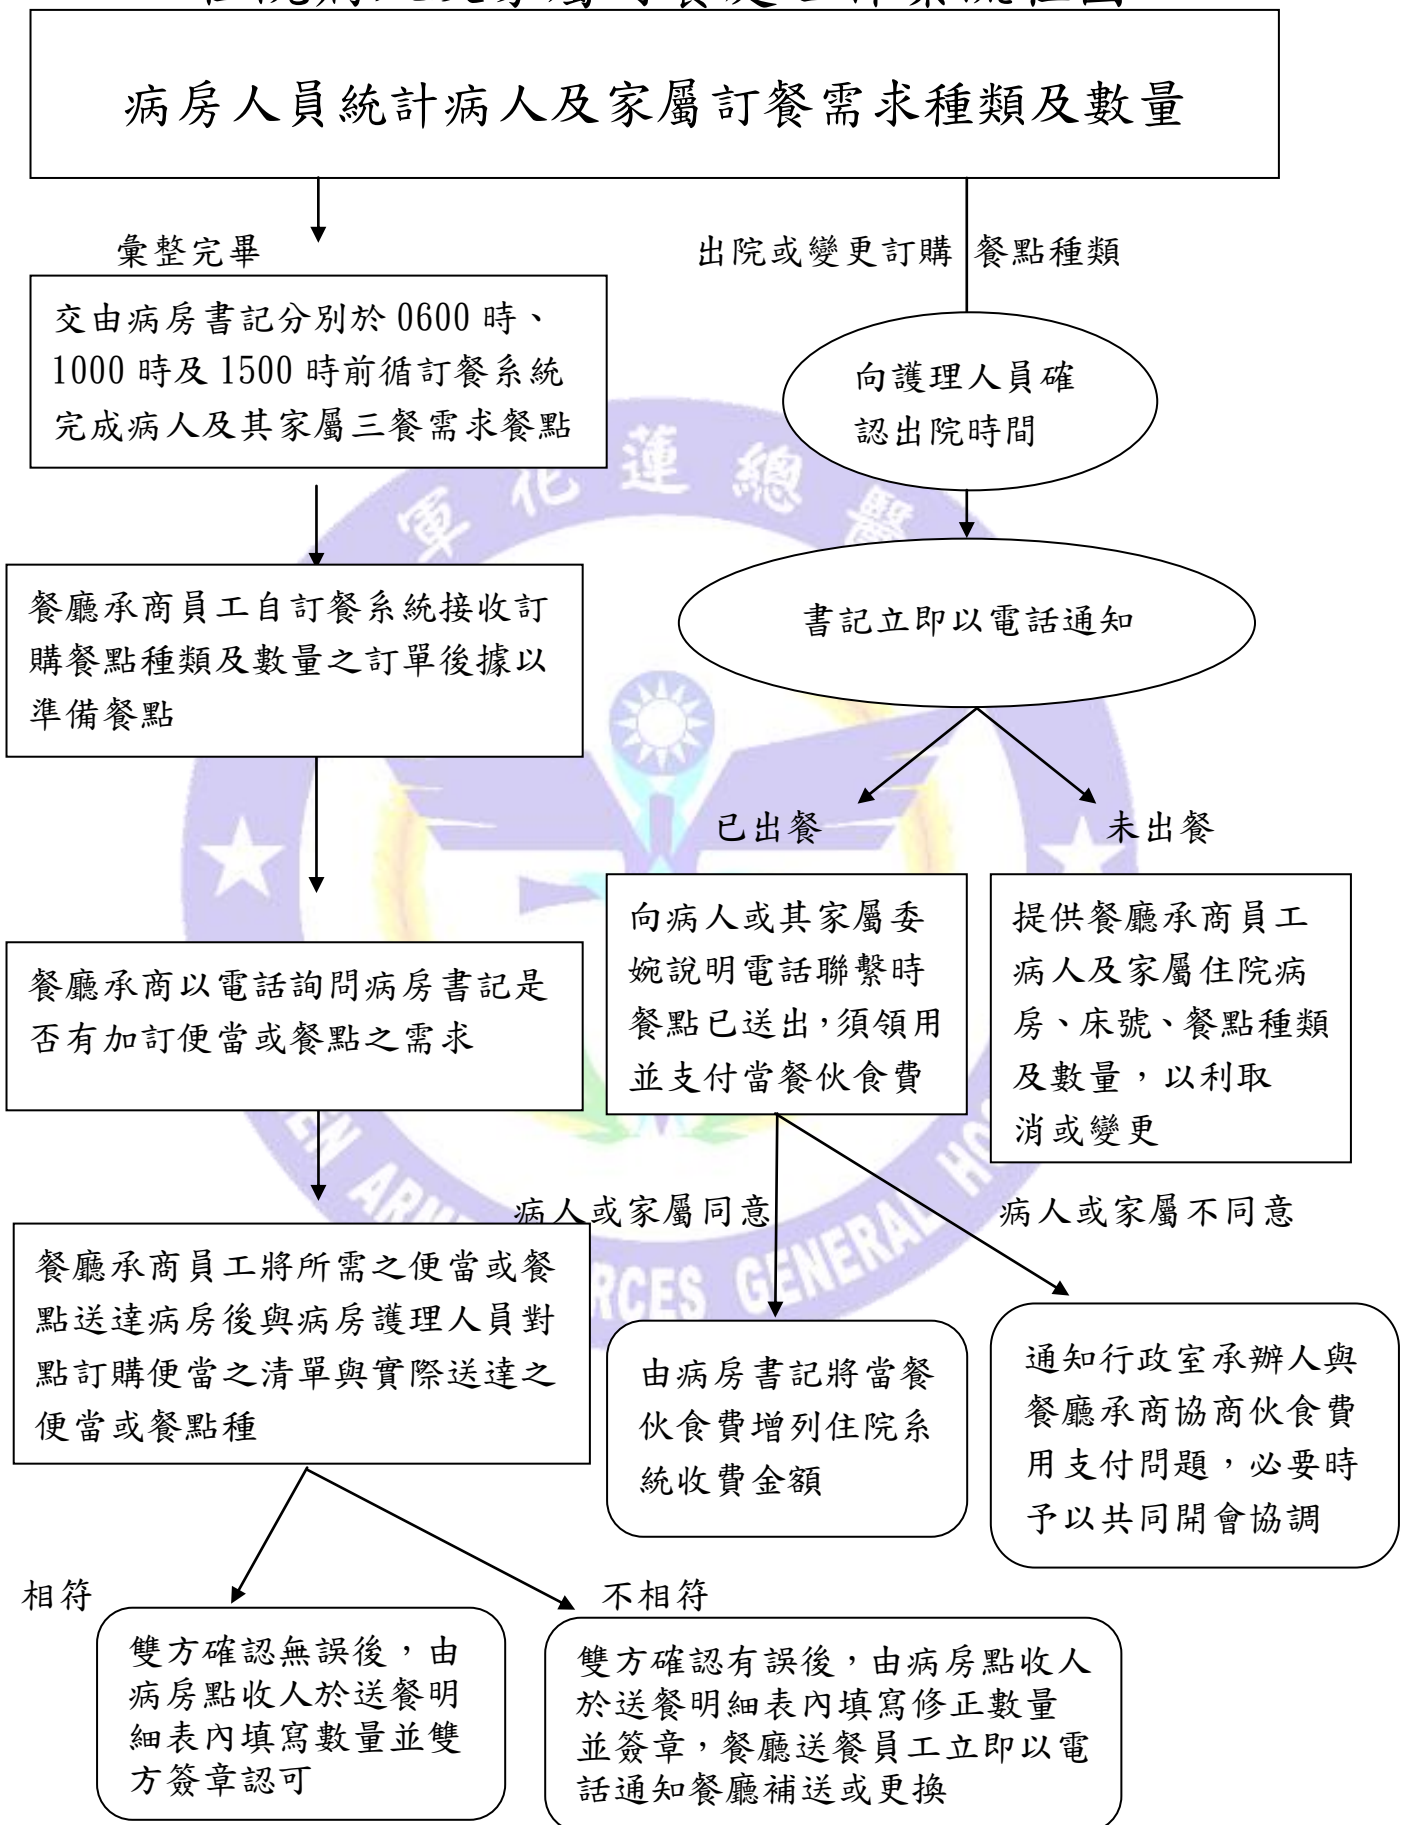 病房人員統計病人及家屬訂餐需求種類及數量
彙整完畢
出院或變更訂購 餐點種類
交由病房書記分別於 0600 時、
1000 時及 1500 時前循訂餐系統
完成病人及其家屬三餐需求餐點
向護理人員確
認出院時間
餐廳承商員工自訂餐系統接收訂
購餐點種類及數量之訂單後據以
準備餐點
書記立即以電話通知
已出餐
未出餐
餐廳承商以電話詢問病房書記是
否有加訂便當或餐點之需求
向病人或其家屬委
婉說明電話聯繫時
餐點已送出，須領用
並支付當餐伙食費
提供餐廳承商員工
病人及家屬住院病
房、床號、餐點種類
及數量，以利取
消或變更
病人或家屬同意
病人或家屬不同意
餐廳承商員工將所需之便當或餐
點送達病房後與病房護理人員對
點訂購便當之清單與實際送達之
便當或餐點種
由病房書記將當餐
伙食費增列住院系
統收費金額
通知行政室承辦人與
餐廳承商協商伙食費
用支付問題，必要時
予以共同開會協調
相符
不相符
雙方確認無誤後，由
病房點收人於送餐明
細表內填寫數量並雙
方簽章認可
雙方確認有誤後，由病房點收人
於送餐明細表內填寫修正數量
並簽章，餐廳送餐員工立即以電
話通知餐廳補送或更換
軍花蓮總醫
EN ARM
RCES GENERAL HOS